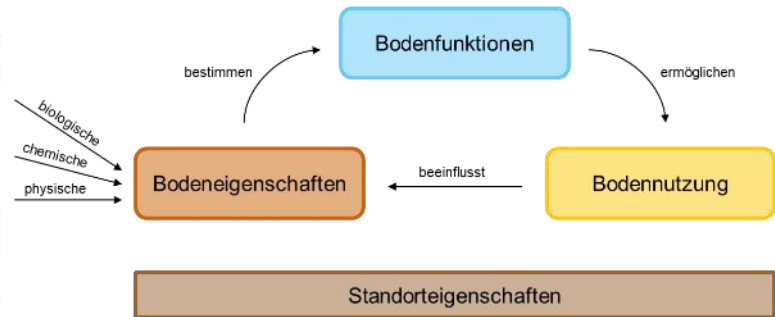 Bodenfunktionen
bestimmen
ermöglichen
biologische
chemische
physische
Bodeneigenschaften
beeinflusst
Bodennutzung
Standorteigenschaften